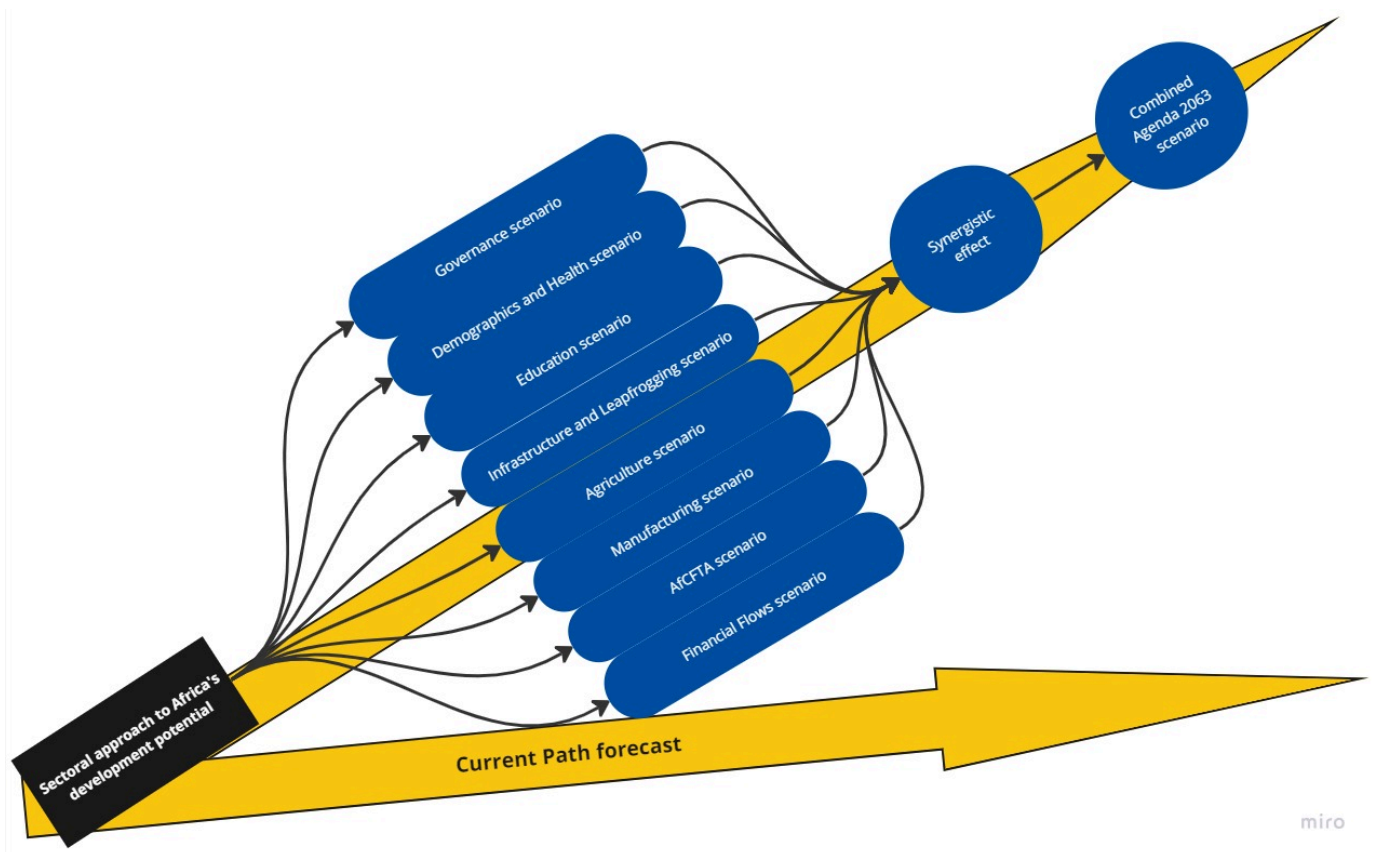 Combined
Agenda 2063
scenario
Synergistic
effect
Governance scenario
Demographics and Health scenario
Education scenario
Infrastructure and Leapfrogging scenario
Agriculture scenario
Manufacturing scenario
AfCFTA scenario
Financial Flows scenario
Sectoral approach to Africa's
development potential
Current Path forecast
miro